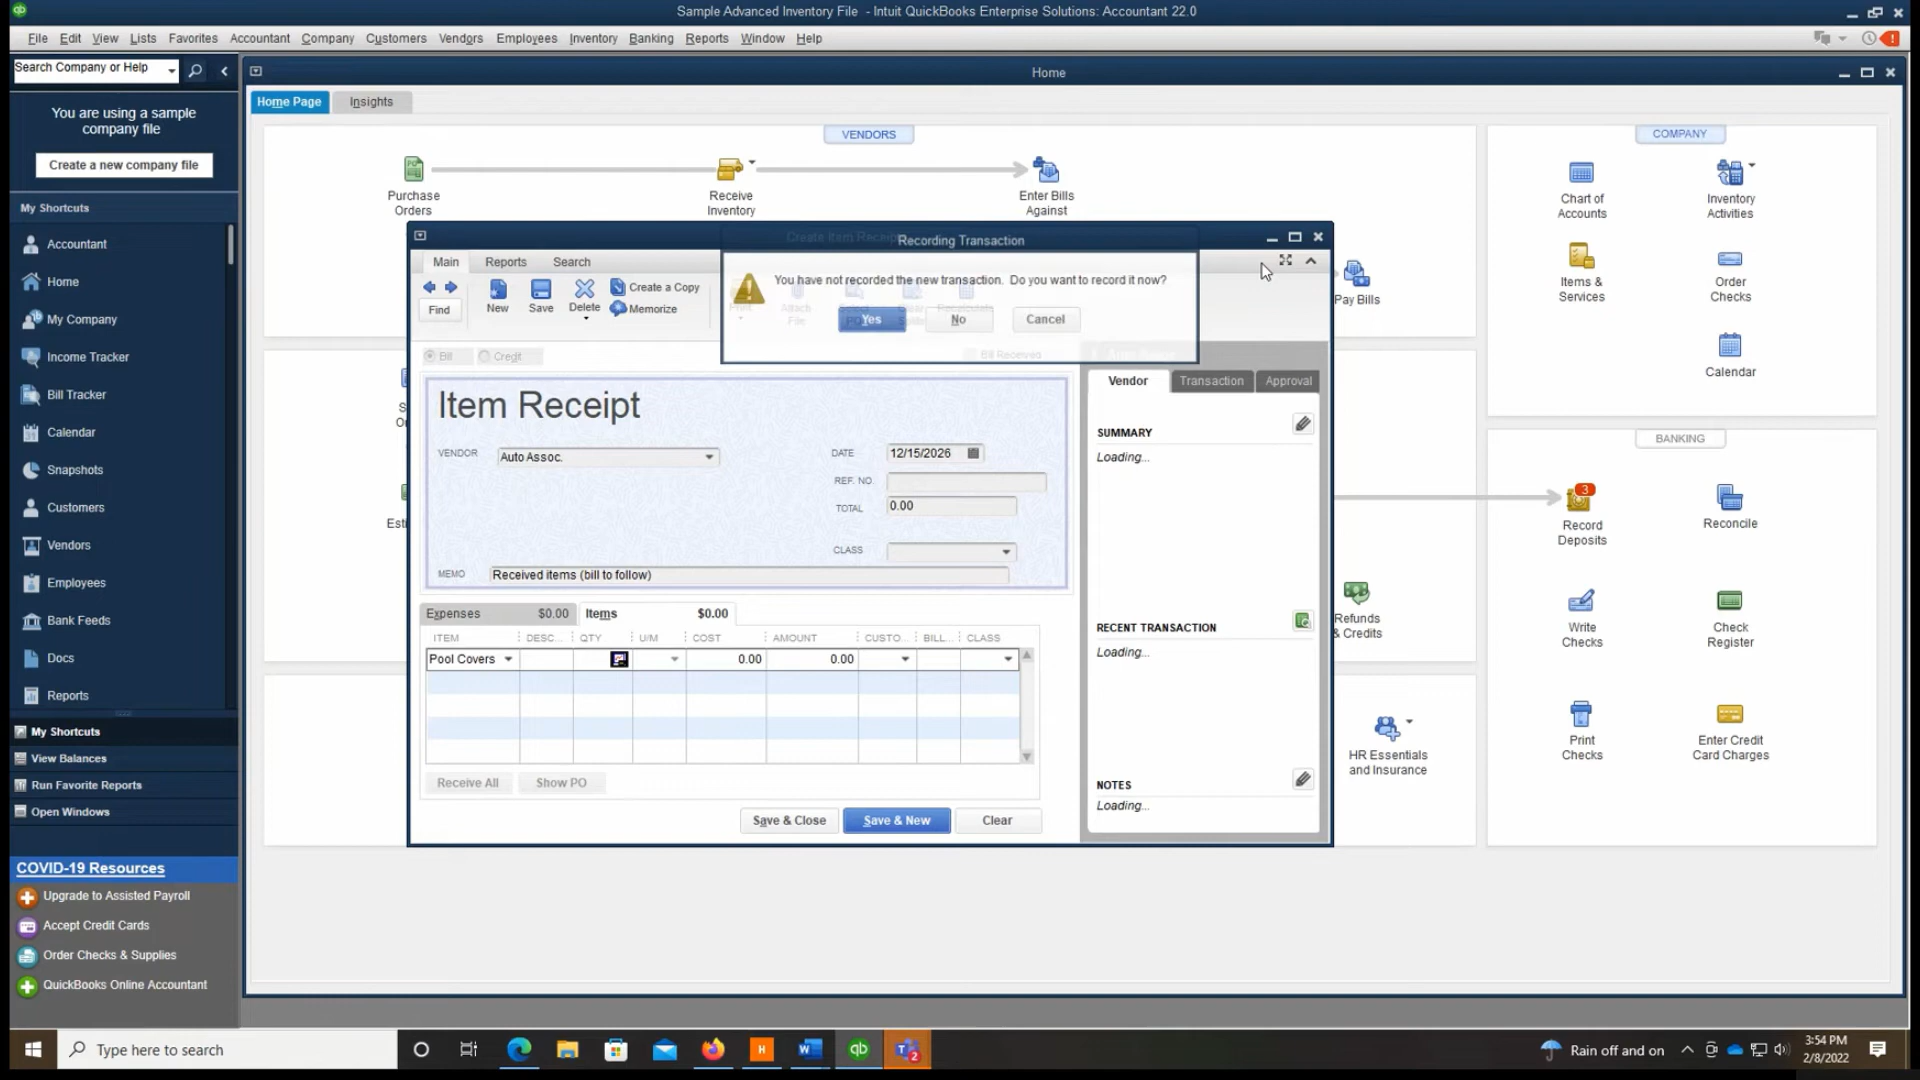 Sample Advanced Inventory File - Intuit QuickBooks Enterprise Solutions: Accountant 22.0
File Edit View Lists Favorites Accountant Company Customers Vendors Employees Inventory Banking Reports Window Help
Search Company or Help
You are using a sample
company file
Create a new company file
My Shortcuts
Accountant
Home
My Company
Income Tracker
Bill Tracker
Calendar
Snapshots
Customers
Vendors
Employees
Bank Feeds
Docs
Reports
My Shortcuts
View Balances
Run Favorite Reports
Open Windows
COVID-19 Resources
Upgrade to Assisted Payroll
Accept Credit Cards
Order Checks & Supplies
QuickBooks Online Accountant
Home
Home Page
Insights
VENDORS
Purchase
Orders
Receive
Inventory
Enter Bills
Against
Pay Bills
Refunds
& Credits
HR Essentials
and Insurance
COMPANY
Chart of
Accounts
Inventory
Activities
Items &
Services
Order
Checks
Calendar
BANKING
3
Record
Deposits
Reconcile
Write
Checks
Check
Register
Print
Checks
Enter Credit
Card Charges
Create Item Receip
Recording Transaction
You have not recorded the new transaction. Do you want to record it now?
Yes
No
Cancel
Main Reports Search
Find
New
Save
Delete
Create a Copy
Memorize
Print
Attach
File
Bill
Credit
Bill Received
Item Receipt
VENDOR
Auto Assoc.
DATE
12/15/2026
REF. NO.
TOTAL
0.00
CLASS
MEMO
Received items (bill to follow)
Expenses $0.00
Items $0.00
ITEM DESC... QTY U/M COST AMOUNT CUSTO... BILL... CLASS
Pool Covers 0.00 0.00
Receive All
Show PO
Save & Close
Save & New
Clear
Vendor
Transaction
Approval
SUMMARY
Loading...
RECENT TRANSACTION
Loading...
NOTES
Loading...
S
O
Esti
Type here to search
Rain off and on
3:54 PM
2/8/2022